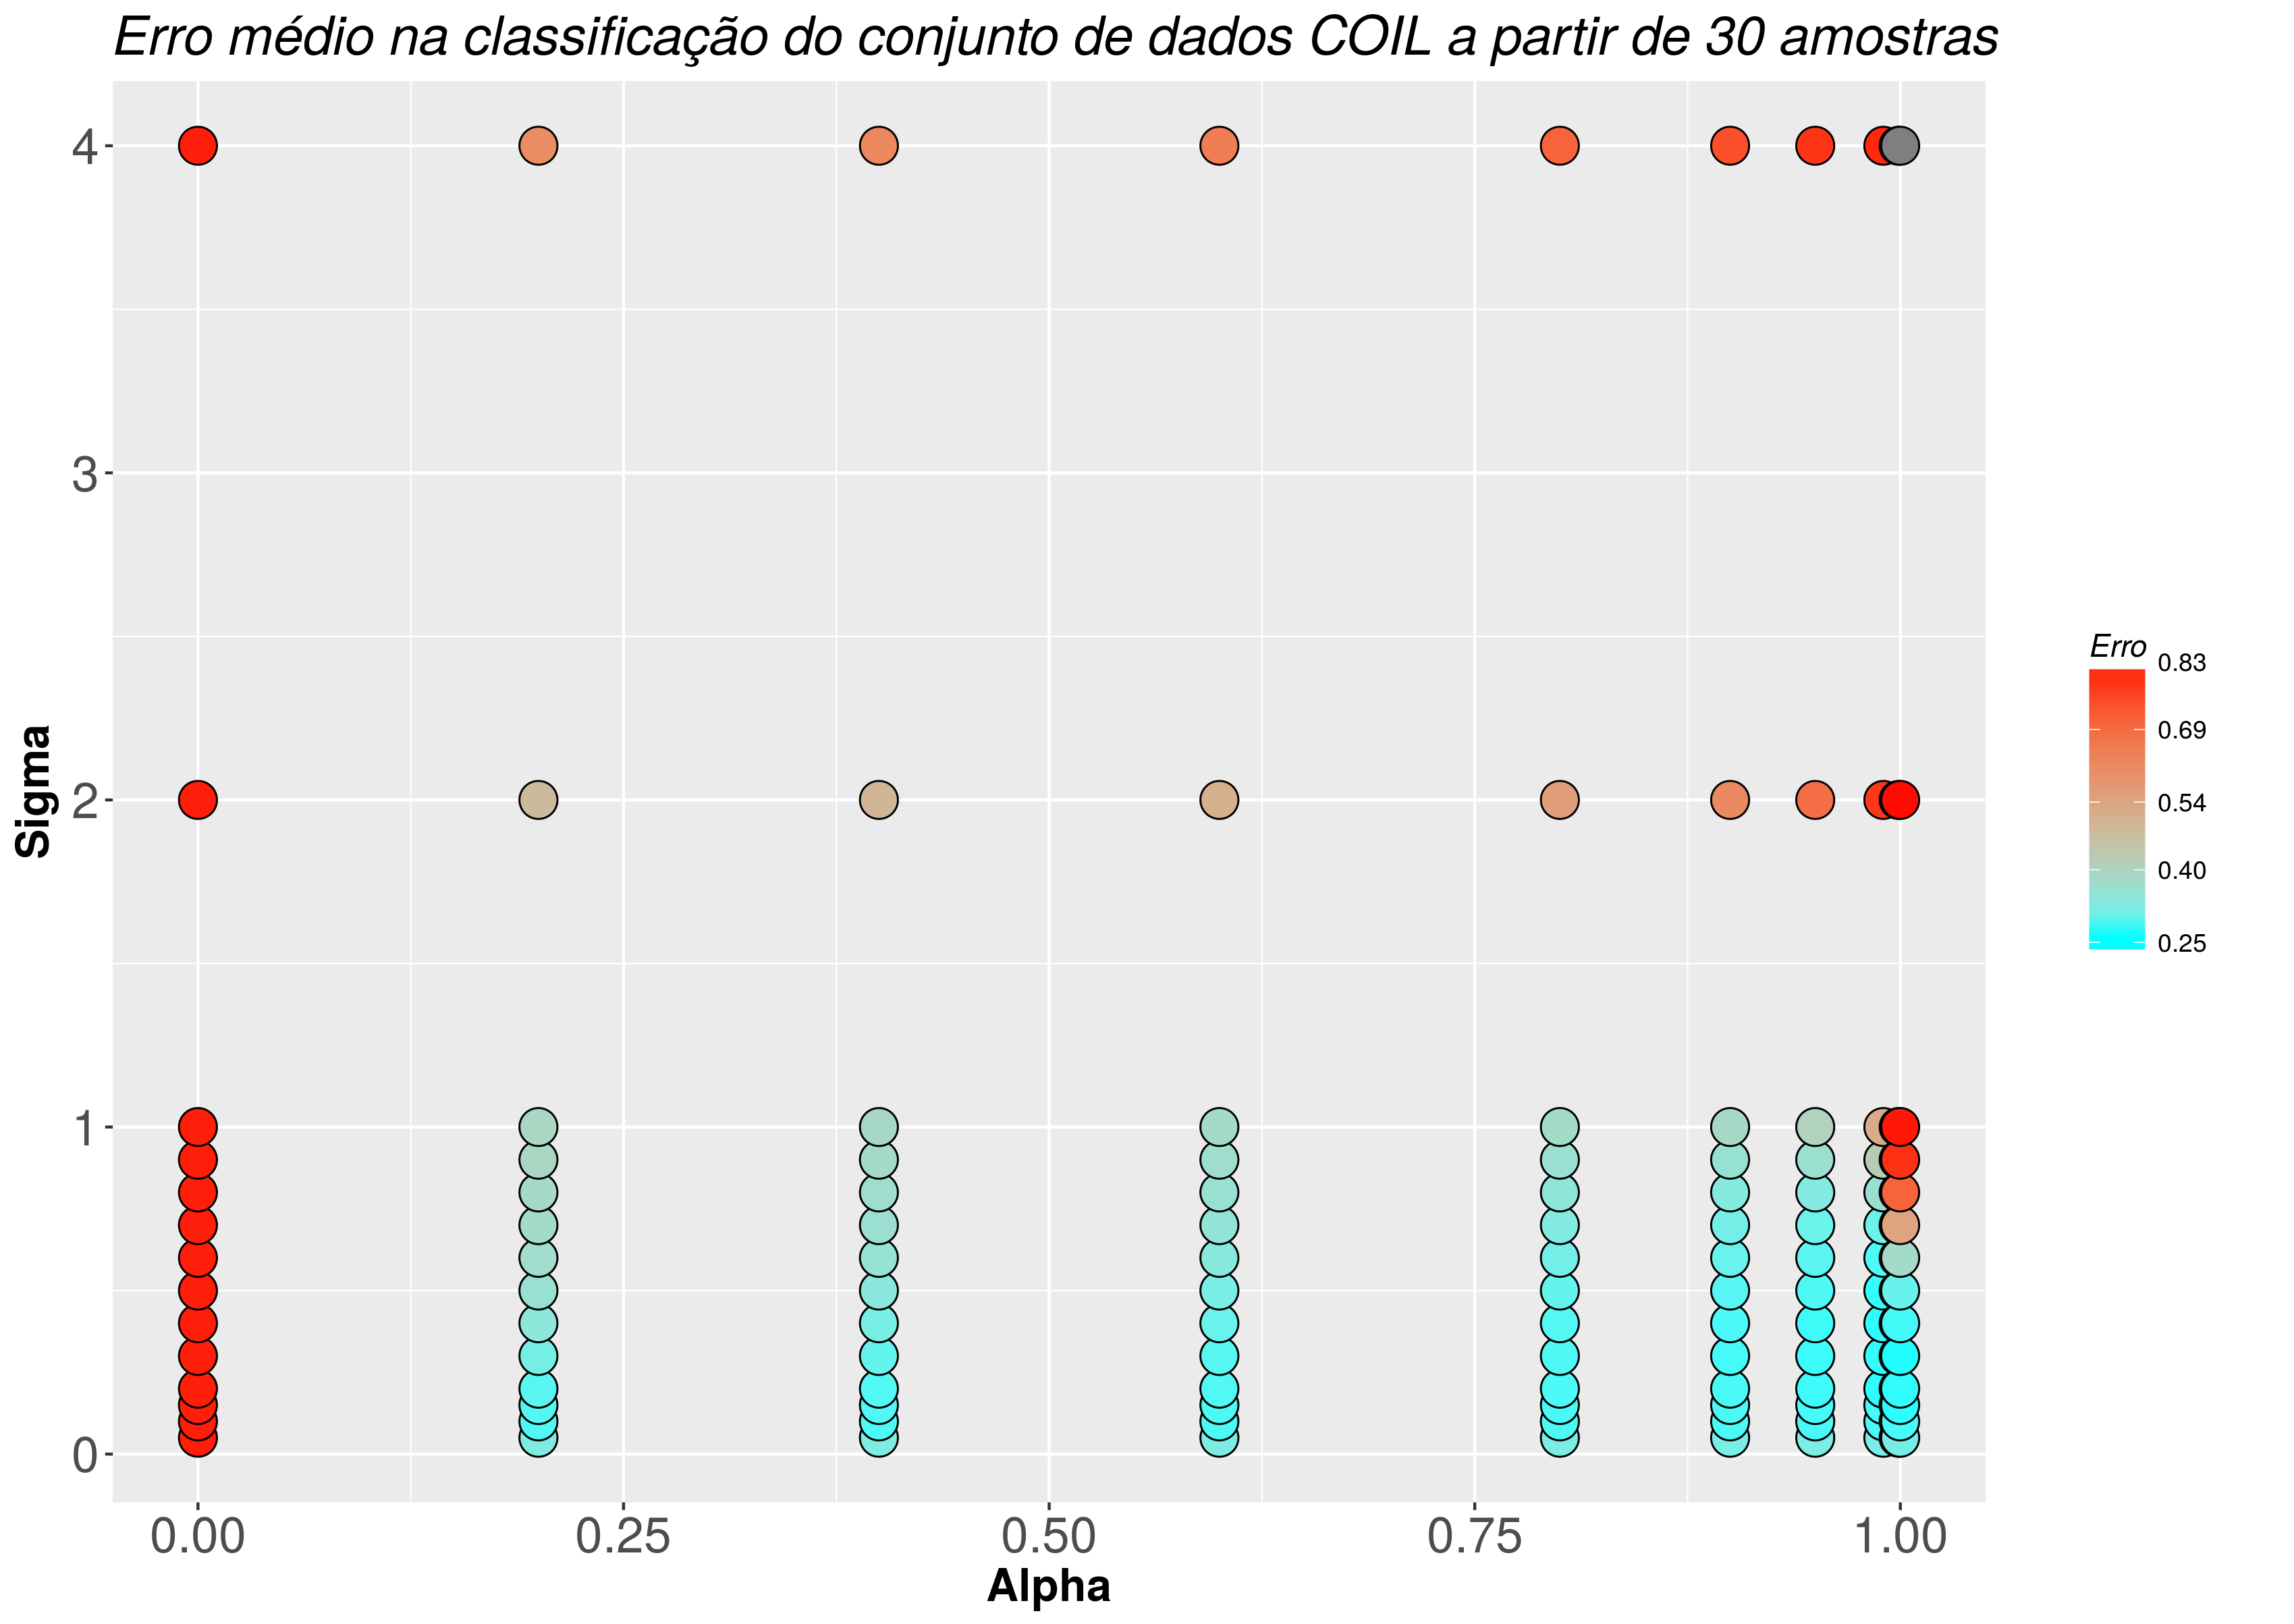 Erro médio na classificação do conjunto de dados COIL a partir de 30 amostras
4
3
2
1
0
Sigma
0.00 0.25 0.50 0.75 1.00
Alpha
Erro
0.83
0.69
0.54
0.40
0.25